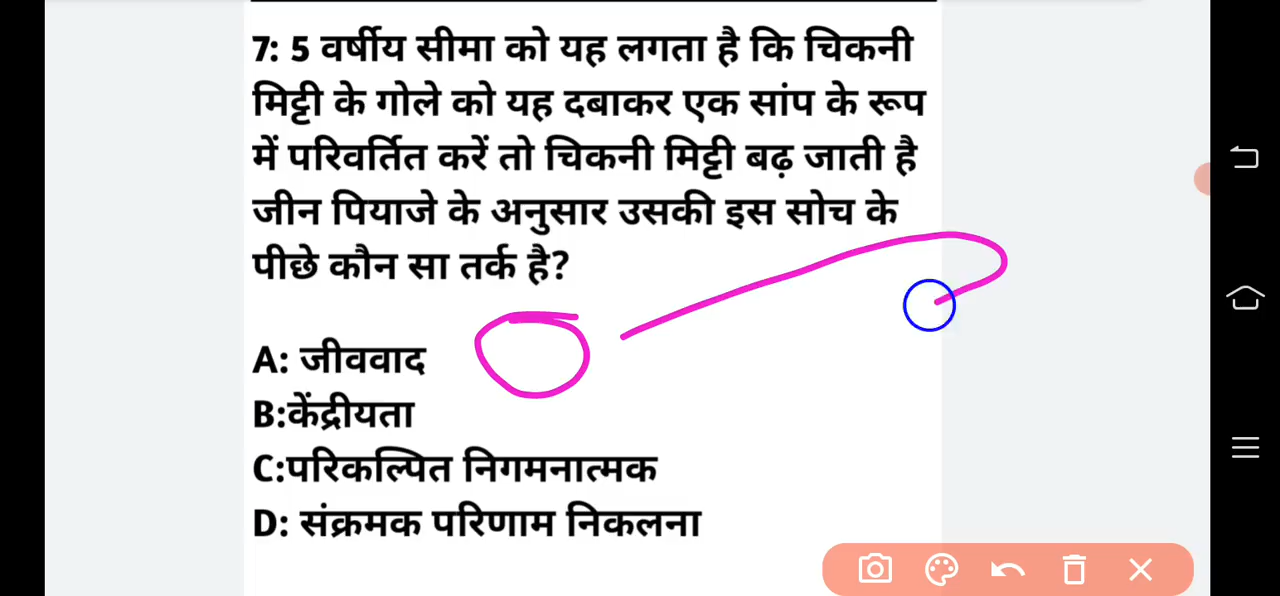 7: 5 वर्षीय सीमा को यह लगता है कि चिकनी
मिट्टी के गोले को यह दबाकर एक सांप के रूप
में परिवर्तित करें तो चिकनी मिट्टी बढ़ जाती है
जीन पियाजे के अनुसार उसकी इस सोच के
पीछे कौन सा तर्क है?
A: जीववाद
B:केंद्रीयता
C:परिकल्पित निगमनात्मक
D: संक्रमक परिणाम निकलना